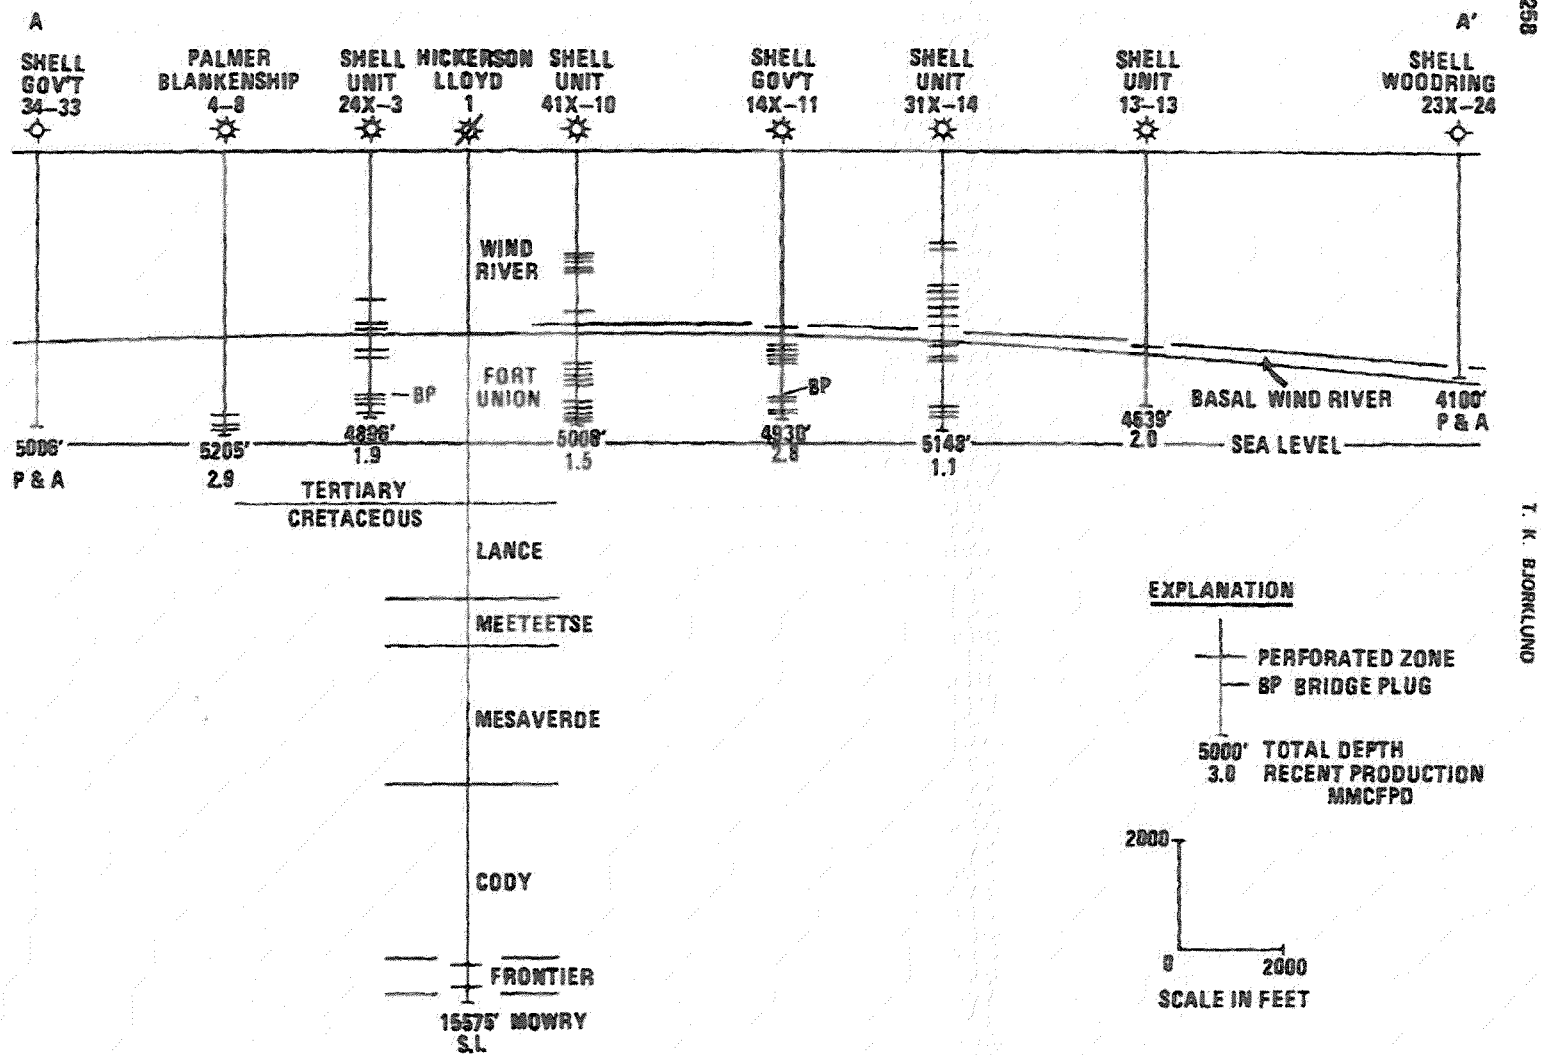 258
A
A'
SHELL
GOV'T
34-33
PALMER
BLANKENSHIP
4-8
SHELL
UNIT
24X-3
HICKERSON
LLOYD
1
SHELL
UNIT
41X-10
SHELL
GOV'T
14X-11
SHELL
UNIT
31X-14
SHELL
UNIT
13-13
SHELL
WOODRING
23X-24
WIND
RIVER
FORT
UNION
BP
BP
BASAL WIND RIVER
5006'
P & A
5205'
2.9
4896'
1.9
5008'
1.5
4930'
2.8
5148'
1.1
4639'
2.0
4100'
P & A
SEA LEVEL
TERTIARY
CRETACEOUS
LANCE
MEETEETSE
MESAVERDE
CODY
FRONTIER
15575' MOWRY
S.I.
EXPLANATION
PERFORATED ZONE
BP BRIDGE PLUG
5000' TOTAL DEPTH
3.0 RECENT PRODUCTION
MMCFPD
2000
0 2000
SCALE IN FEET
T. K. BJORKLUND